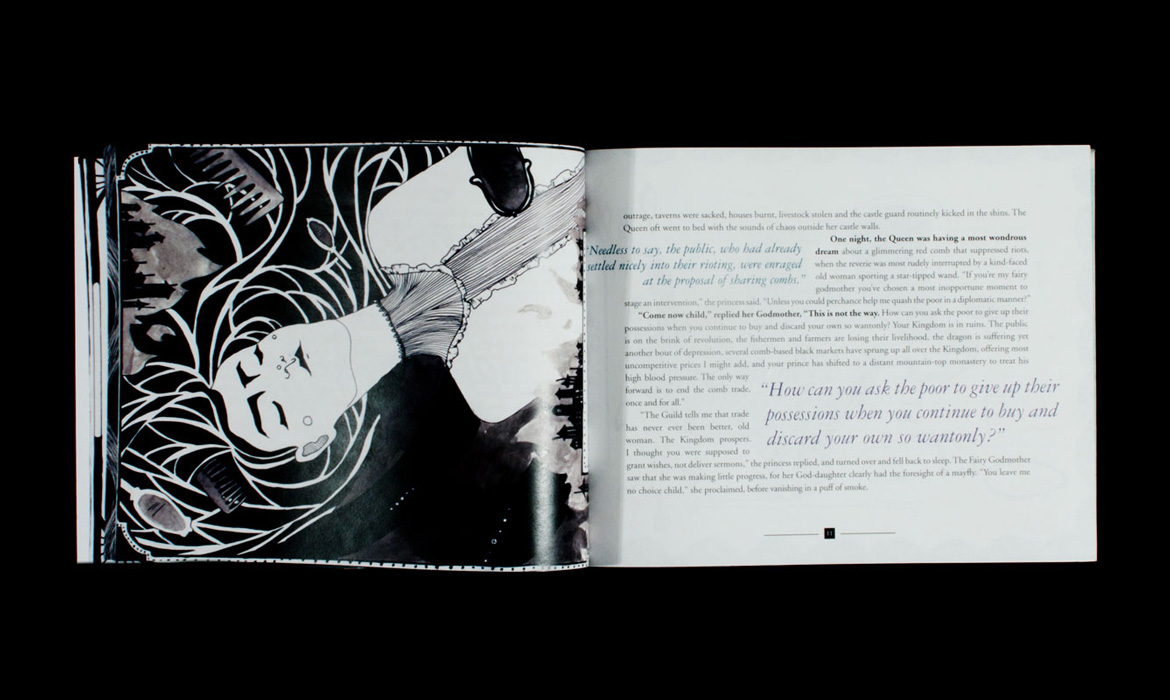 outrage, taverns were sacked, houses burnt, livestock stolen and the castle guard routinely kicked in the shins. The
Queen oft went to bed with the sounds of chaos outside her castle walls.
"Needless to say, the public, who had already
settled nicely into their rioting, were enraged
at the proposal of sharing combs."
One night, the Queen was having a most wondrous
dream about a glimmering red comb that suppressed riots,
when the reverie was most rudely interrupted by a kind-faced
old woman sporting a star-tipped wand. "If you're my fairy
godmother you've chosen a most inopportune moment to
stage an intervention," the princess said. "Unless you could perchance help me quash the poor in a diplomatic manner?"
"Come now child," replied her Godmother, "This is not the way. How can you ask the poor to give up their
possessions when you continue to buy and discard your own so wantonly? Your Kingdom is in ruins. The public
is on the brink of revolution, the fishermen and farmers are losing their livelihood, the dragon is suffering yet
another bout of depression, several comb-based black markets have sprung up all over the Kingdom, offering most
uncompetitive prices I might add, and your prince has shifted to a distant mountain-top monastery to treat his
high blood pressure. The only way
forward is to end the comb trade,
once and for all."
"The Guild tells me that trade
has never ever been better, old
woman. The Kingdom prospers.
I thought you were supposed to
"How can you ask the poor to give up their
possessions when you continue to buy and
discard your own so wantonly?"
grant wishes, not deliver sermons," the princess replied, and turned over and fell back to sleep. The Fairy Godmother
saw that she was making little progress, for her God-daughter clearly had the foresight of a mayfly. "You leave me
no choice child," she proclaimed, before vanishing in a puff of smoke.
11